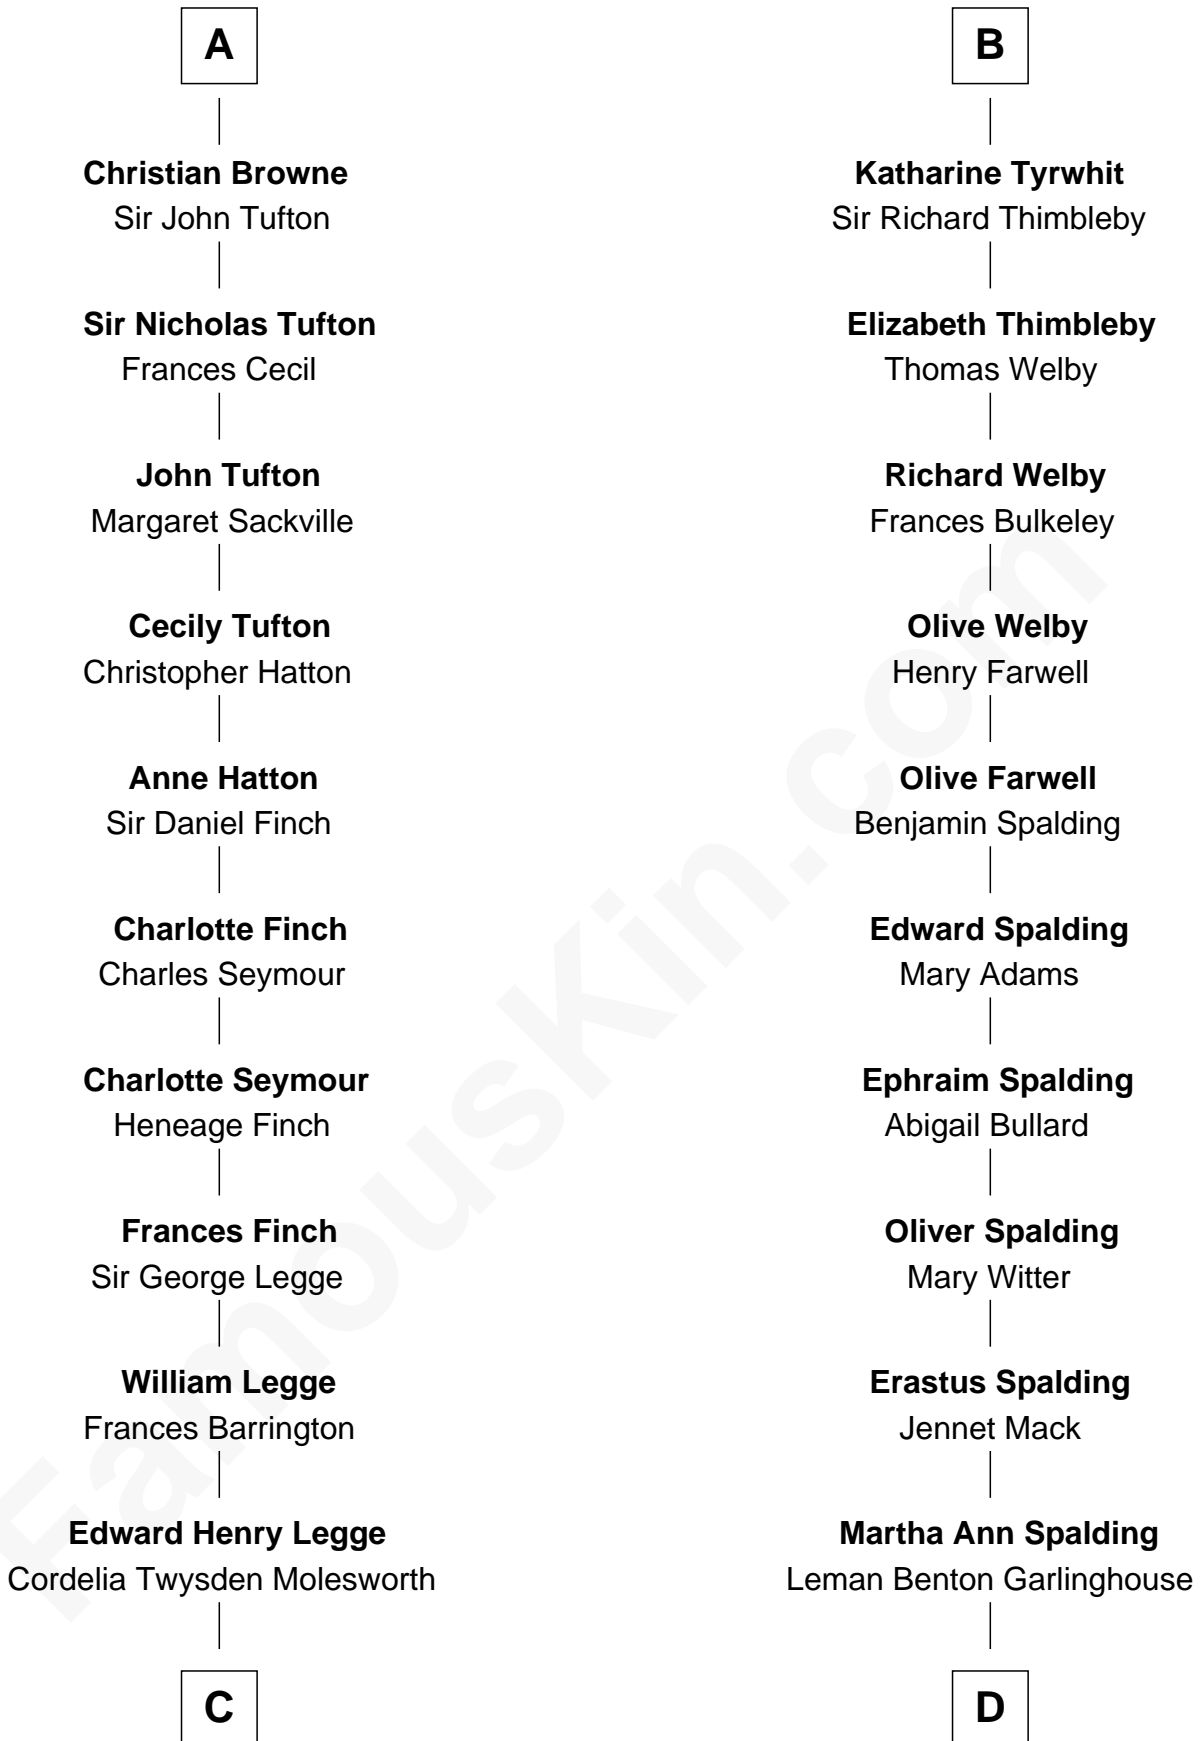 A
Christian Browne
Sir John Tufton
Sir Nicholas Tufton
Frances Cecil
John Tufton
Margaret Sackville
Cecily Tufton
Christopher Hatton
Anne Hatton
Sir Daniel Finch
Charlotte Finch
Charles Seymour
Charlotte Seymour
Heneage Finch
Frances Finch
Sir George Legge
William Legge
Frances Barrington
Edward Henry Legge
Cordelia Twysden Molesworth
C
B
Katharine Tyrwhit
Sir Richard Thimbleby
Elizabeth Thimbleby
Thomas Welby
Richard Welby
Frances Bulkeley
Olive Welby
Henry Farwell
Olive Farwell
Benjamin Spalding
Edward Spalding
Mary Adams
Ephraim Spalding
Abigail Bullard
Oliver Spalding
Mary Witter
Erastus Spalding
Jennet Mack
Martha Ann Spalding
Leman Benton Garlinghouse
D
FamousKin.com